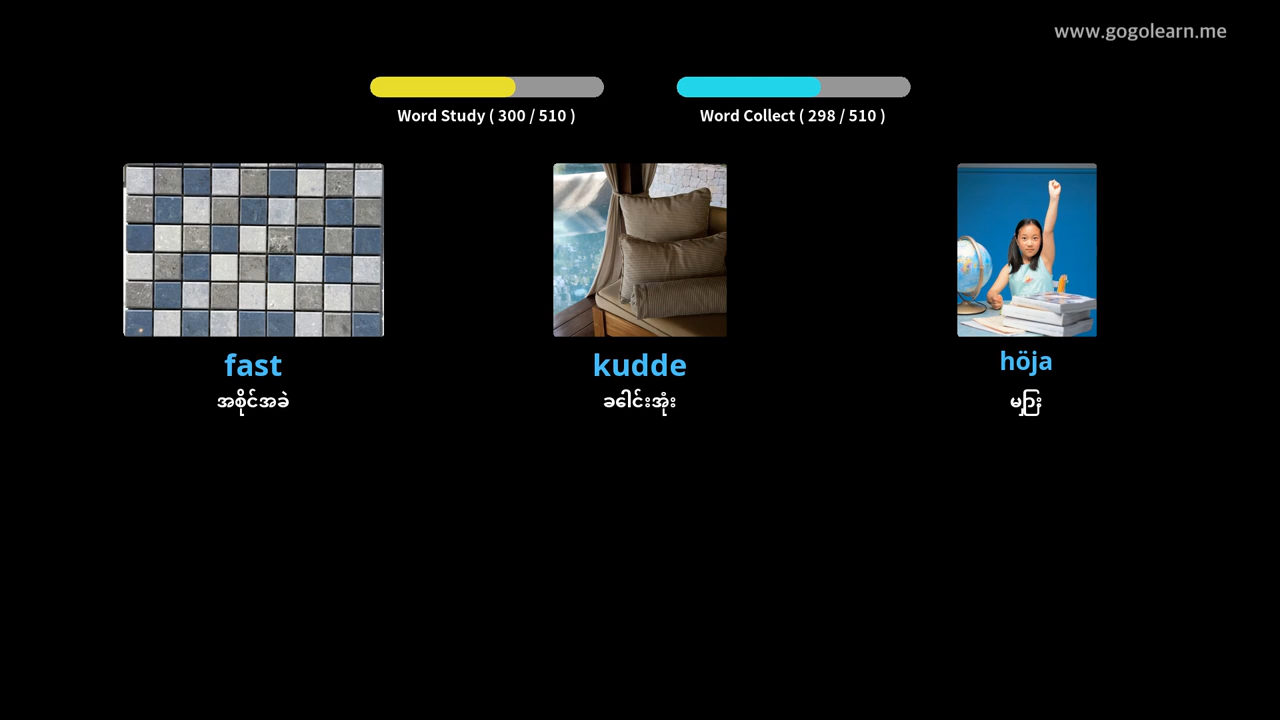 www.gogolearn.me
Word Study ( 300 / 510 )
Word Collect ( 298 / 510 )
fast
kudde
höja
အစိုင်အခဲ
ခေါင်းအုံး
မြှား